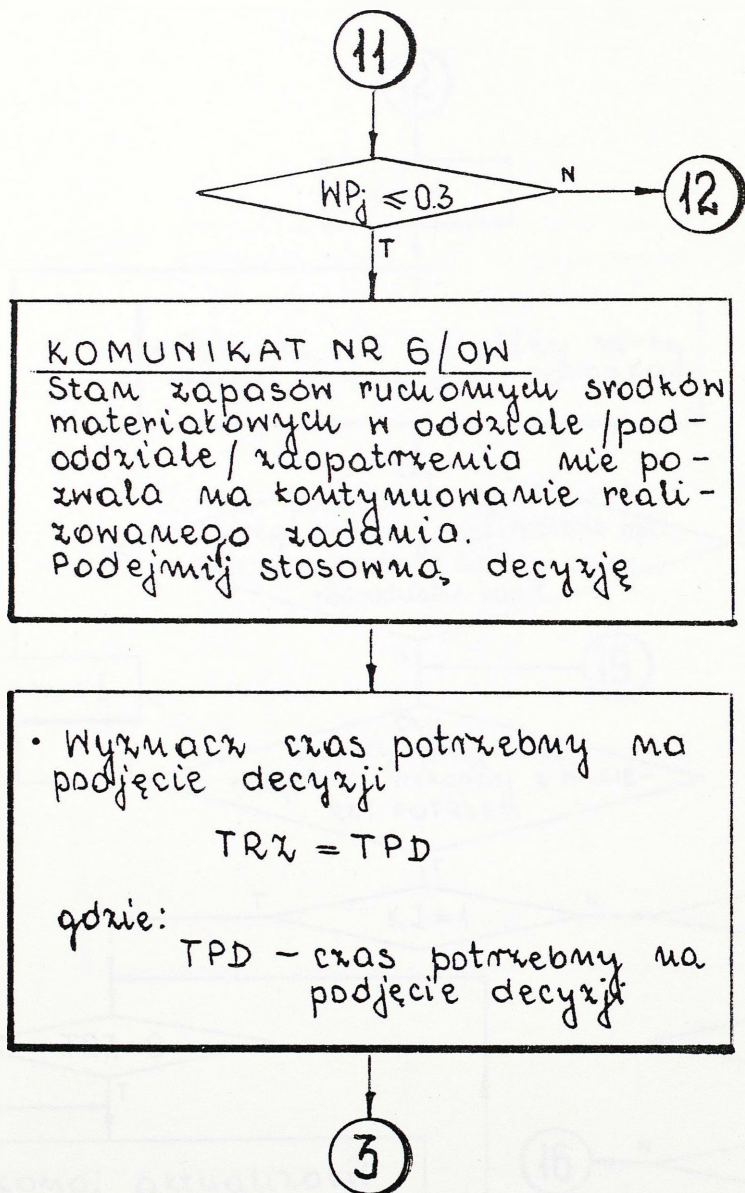 11
WPj ≤ 0.3
N
12
T
KOMUNIKAT NR 6/OW
Stan zapasów ruchomych srodków
materiałowych w oddziale /pod-
oddziale/ zaopatrzenia nie po-
zwala na kontynuowanie reali-
zowanego zadania.
Podejmij stosowną decyzję
• Wyznacz czas potrzebny na
podjęcie decyzji
TRZ = TPD
gdzie:
TPD – czas potrzebny na
podjęcie decyzji
3